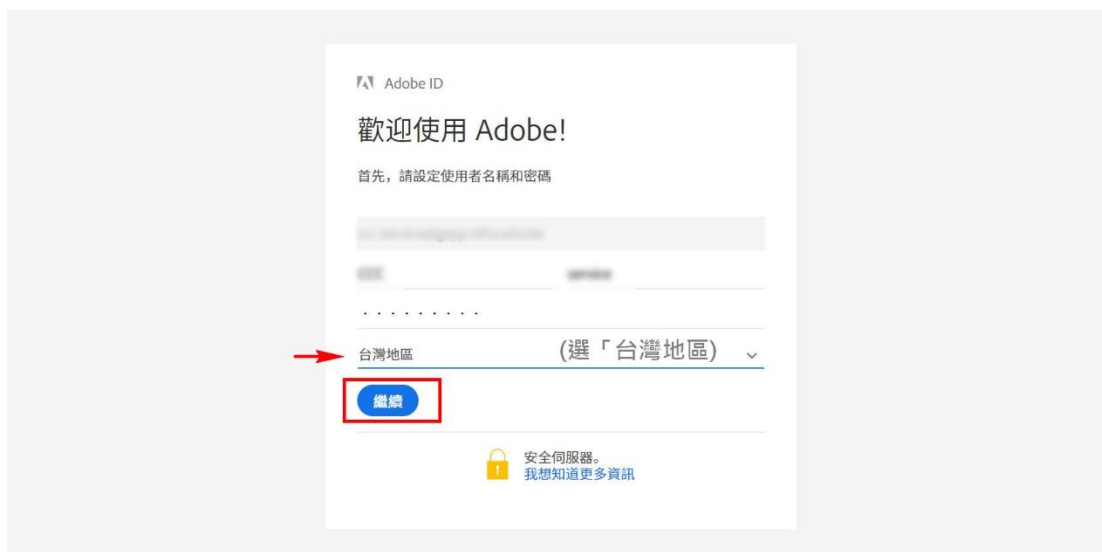 Adobe ID
歡迎使用 Adobe!
首先，請設定使用者名稱和密碼
service
台灣地區 (選「台灣地區)
繼續
安全伺服器。
我想知道更多資訊